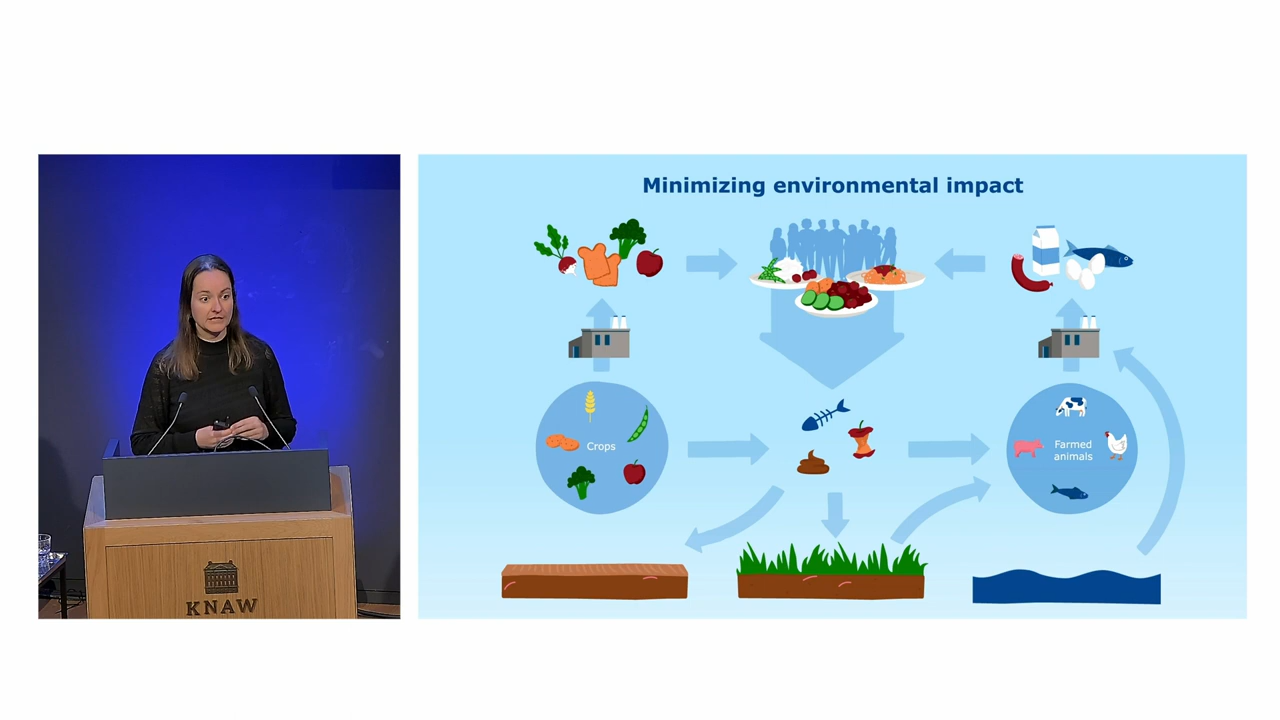 Minimizing environmental impact
Crops
Farmed
animals
KNAW